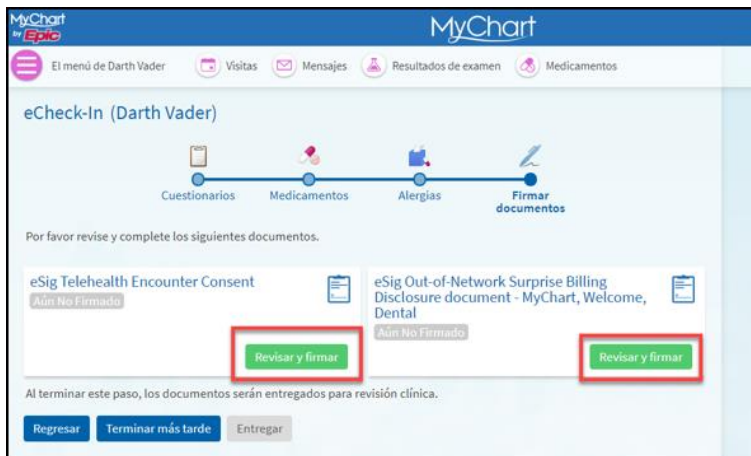 MyChart
by Epic
MyChart
El menú de Darth Vader
Visitas
Mensajes
Resultados de examen
Medicamentos
eCheck-In (Darth Vader)
Cuestionarios
Medicamentos
Alergias
Firmar
documentos
Por favor revise y complete los siguientes documentos.
eSig Telehealth Encounter Consent
Aún No Firmado
Revisar y firmar
eSig Out-of-Network Surprise Billing
Disclosure document - MyChart, Welcome,
Dental
Aún No Firmado
Revisar y firmar
Al terminar este paso, los documentos serán entregados para revisión clínica.
Regresar
Terminar más tarde
Entregar